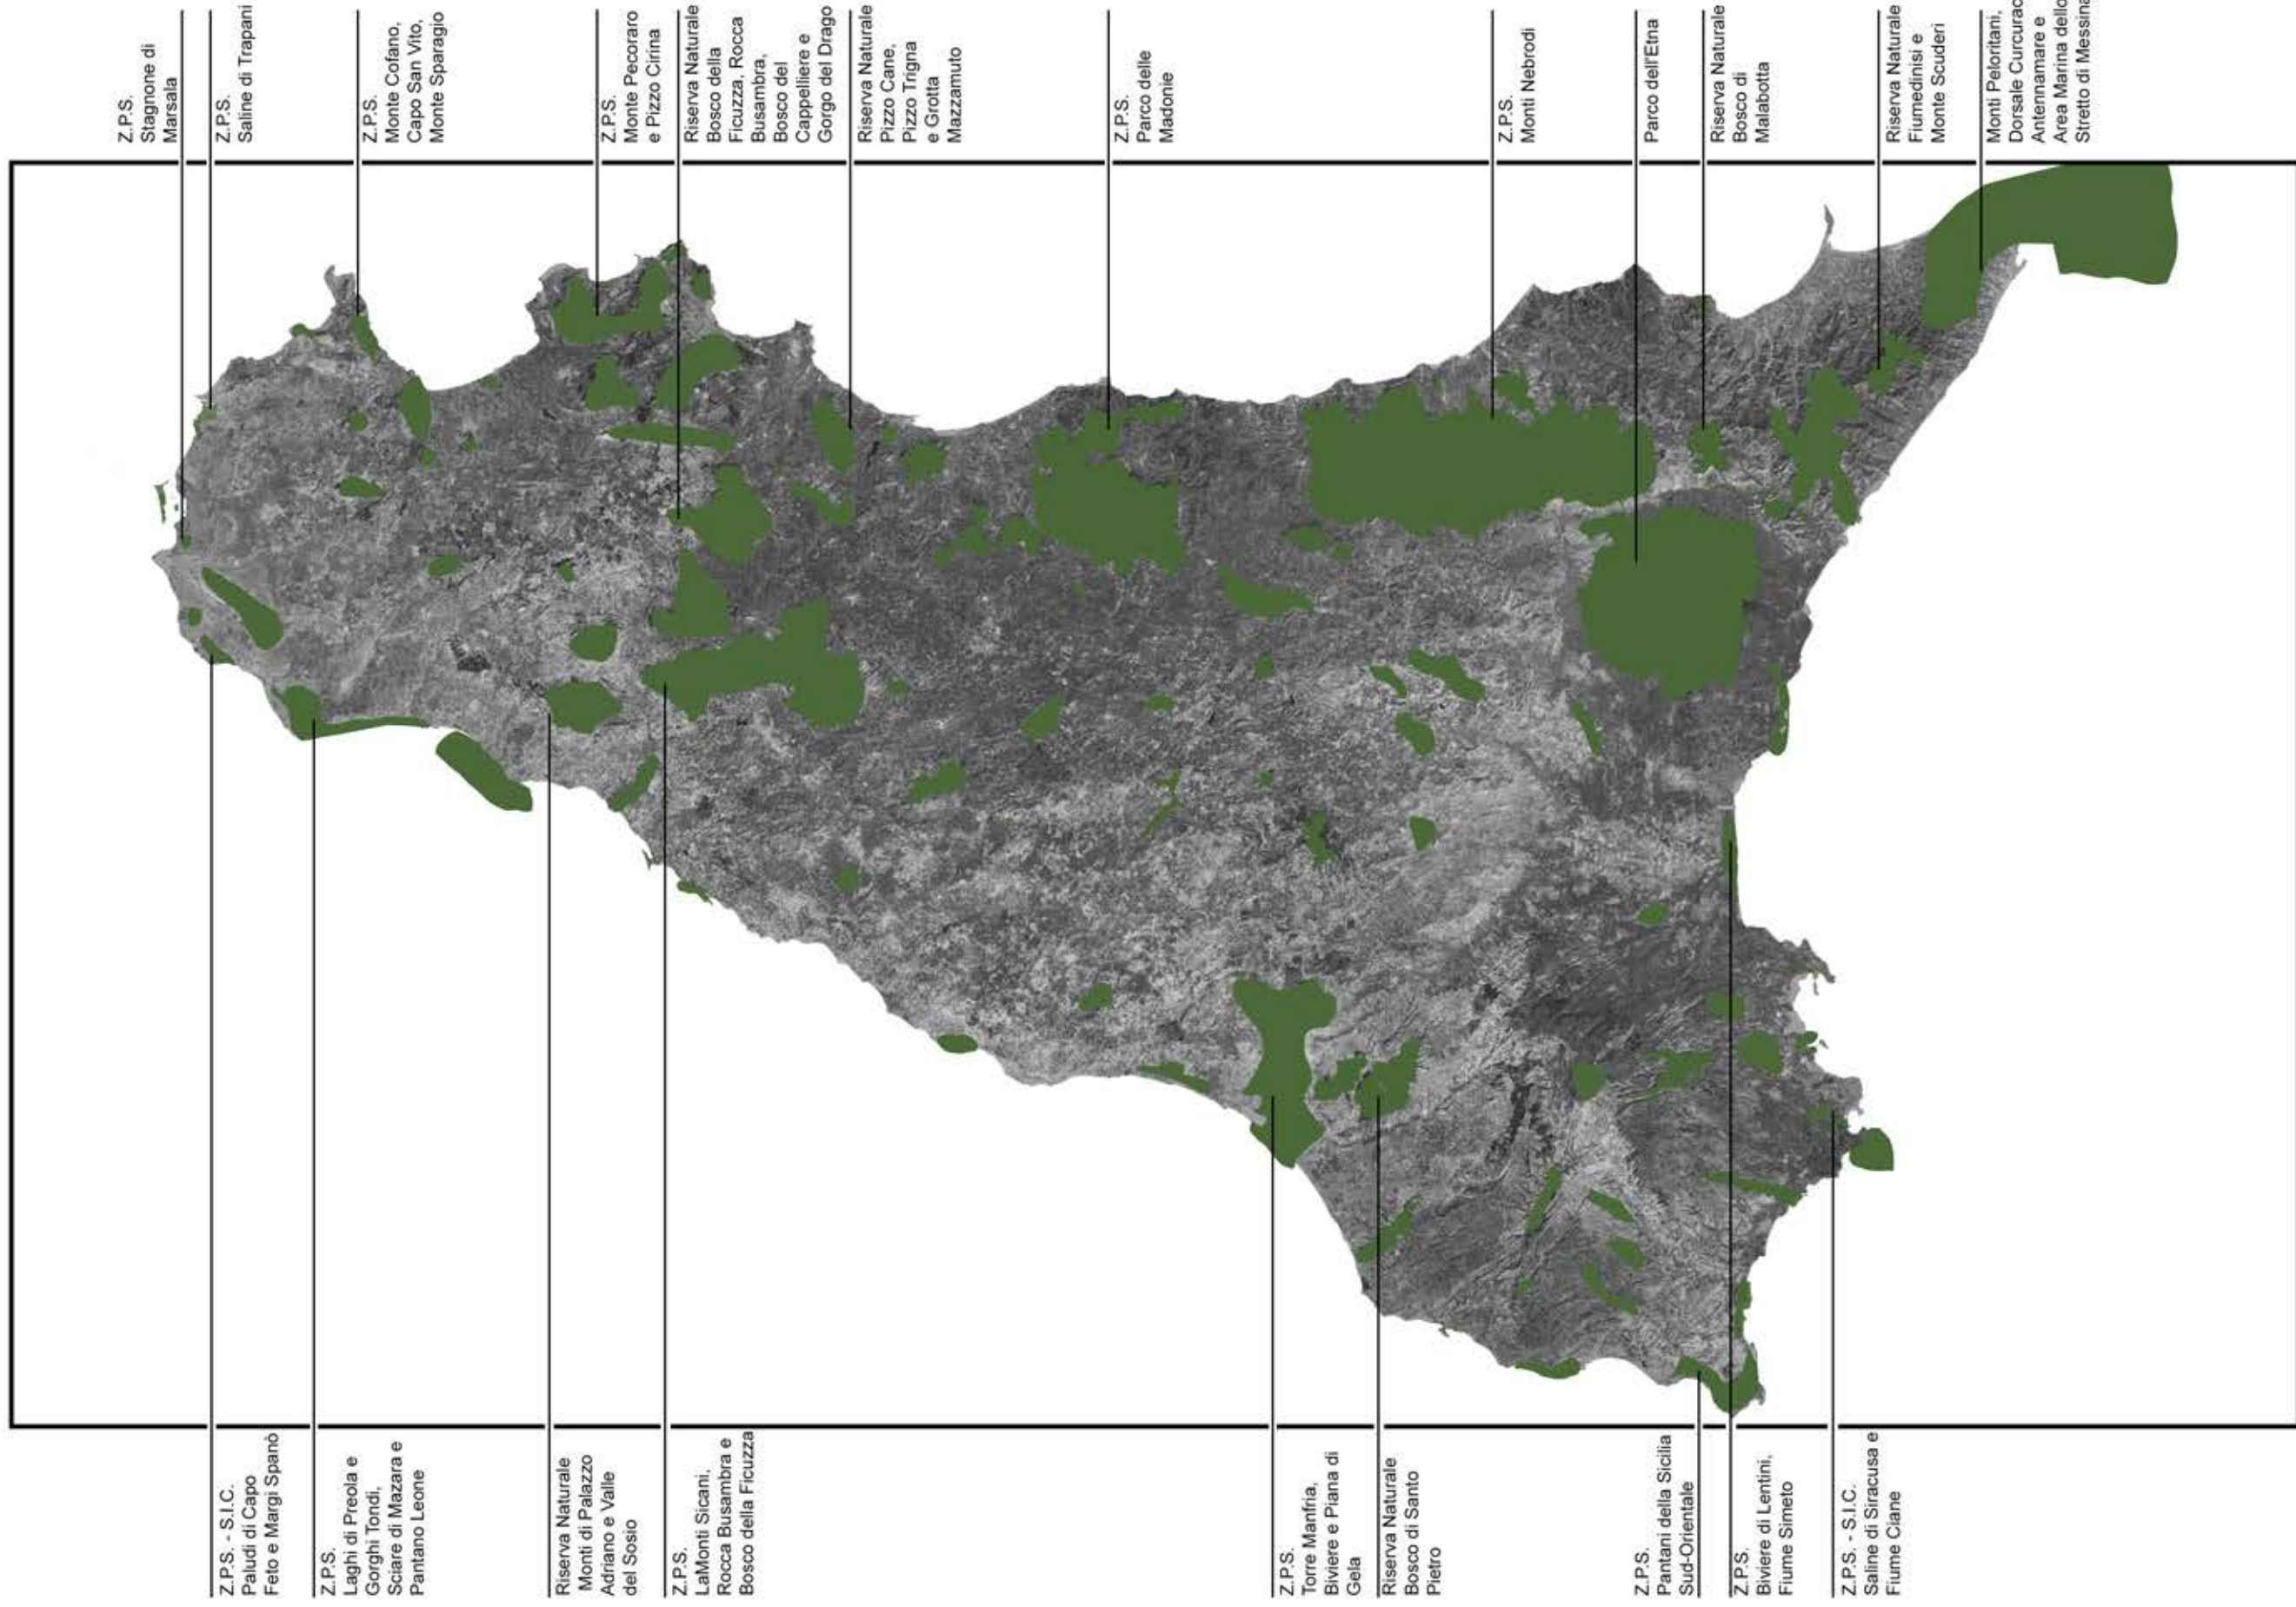 Z.P.S.
Stagnone di
Marsala
Z.P.S.
Saline di Trapani
Z.P.S.
Monte Cofano,
Capo San Vito,
Monte Sparagio
Z.P.S.
Monte Pecoraro
e Pizzo Cirina
Riserva Naturale
Bosco della
Ficuzza, Rocca
Busambra,
Bosco del
Cappelliere e
Gorgo del Drago
Riserva Naturale
Pizzo Cane,
Pizzo Trigna
e Grotta
Mazzamuto
Z.P.S.
Parco delle
Madonie
Z.P.S.
Monti Nebrodi
Parco dell'Etna
Riserva Naturale
Bosco di
Malabotta
Riserva Naturale
Fiumedinisi e
Monte Scuderi
Monti Peloritani,
Dorsale Curcurac
Antennamare e
Area Marina dello
Stretto di Messina
Z.P.S. - S.I.C.
Paludi di Capo
Feto e Margi Spanò
Z.P.S.
Laghi di Preola e
Gorghi Tondi,
Sciare di Mazara e
Pantano Leone
Riserva Naturale
Monti di Palazzo
Adriano e Valle
del Sosio
Z.P.S.
LaMonti Sicani,
Rocca Busambra e
Bosco della Ficuzza
Z.P.S.
Torre Manfria,
Biviere e Piana di
Gela
Riserva Naturale
Bosco di Santo
Pietro
Z.P.S.
Pantani della Sicilia
Sud-Orientale
Z.P.S.
Biviere di Lentini,
Fiume Simeto
Z.P.S. - S.I.C.
Saline di Siracusa e
Fiume Ciane